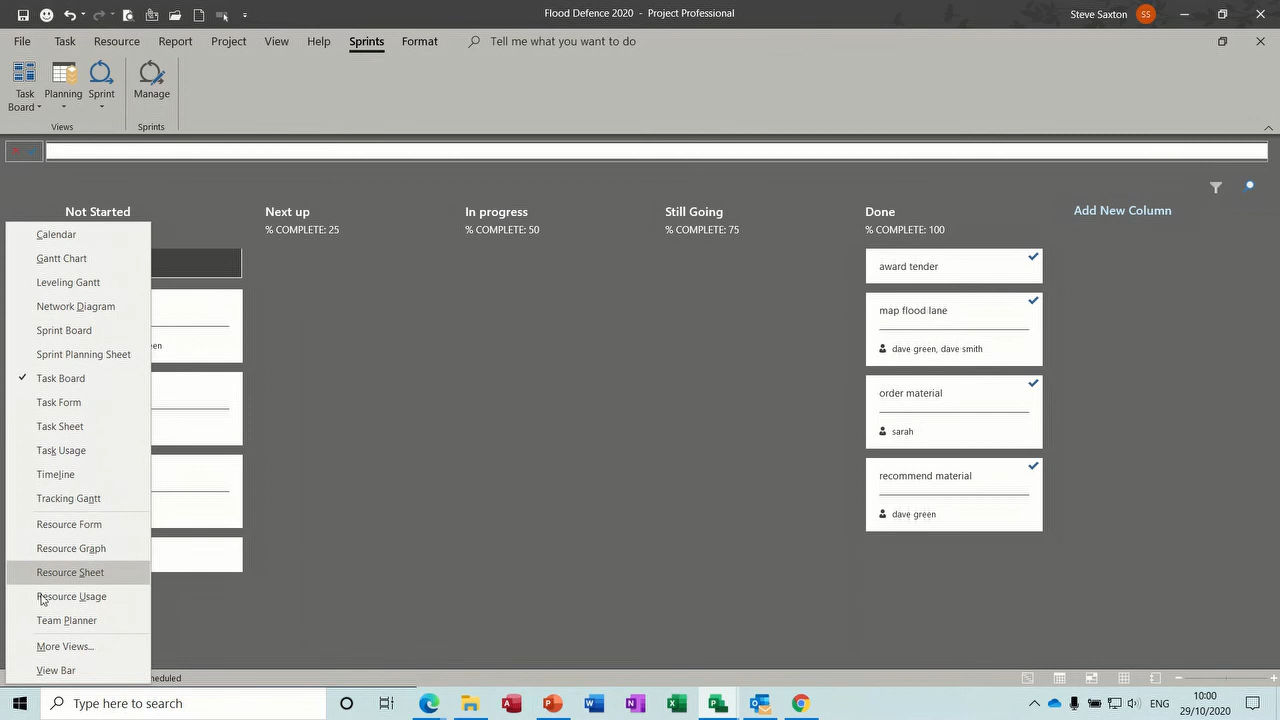 Flood Defence 2020 - Project Professional
Steve Saxton SS
File Task Resource Report Project View Help Sprints Format Tell me what you want to do
Task Board Planning Sprint Manage
Views Sprints
Not Started
Next up
% COMPLETE: 25
In progress
% COMPLETE: 50
Still Going
% COMPLETE: 75
Done
% COMPLETE: 100
Add New Column
award tender
map flood lane
dave green, dave smith
order material
sarah
recommend material
dave green
Calendar
Gantt Chart
Leveling Gantt
Network Diagram
Sprint Board
Sprint Planning Sheet
Task Board
Task Form
Task Sheet
Task Usage
Timeline
Tracking Gantt
Resource Form
Resource Graph
Resource Sheet
Resource Usage
Team Planner
More Views...
View Bar
Type here to search
10:00
29/10/2020